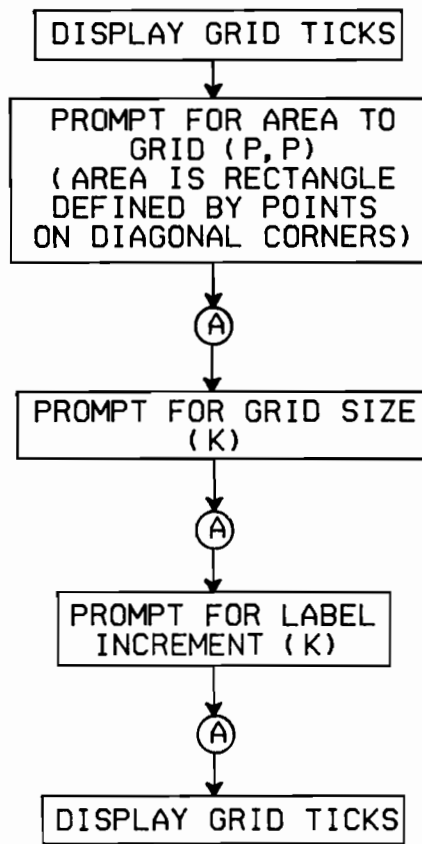 DISPLAY GRID TICKS
PROMPT FOR AREA TO
GRID (P,P)
(AREA IS RECTANGLE
DEFINED BY POINTS
ON DIAGONAL CORNERS)
A
PROMPT FOR GRID SIZE
(K)
A
PROMPT FOR LABEL
INCREMENT (K)
A
DISPLAY GRID TICKS